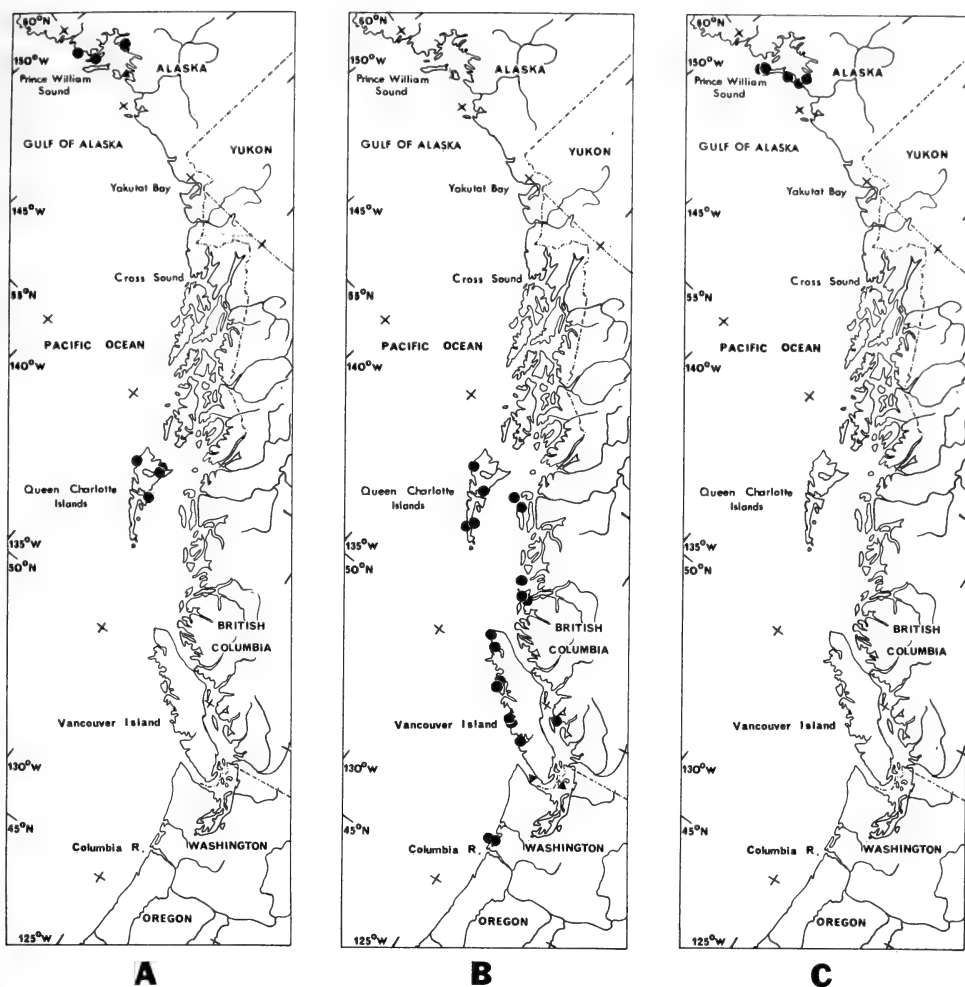 60°N
150°W
ALASKA
Prince William
Sound
GULF OF ALASKA
YUKON
Yakutat Bay
145°W
Cross Sound
55°N
PACIFIC OCEAN
140°W
Queen Charlotte
Islands
135°W
50°N
BRITISH
COLUMBIA
Vancouver Island
130°W
45°N
Columbia R.
WASHINGTON
OREGON
125°W
A
60°N
150°W
ALASKA
Prince William
Sound
GULF OF ALASKA
YUKON
Yakutat Bay
145°W
Cross Sound
55°N
PACIFIC OCEAN
140°W
Queen Charlotte
Islands
135°W
50°N
BRITISH
COLUMBIA
Vancouver Island
130°W
45°N
Columbia R.
WASHINGTON
OREGON
125°W
B
60°N
150°W
ALASKA
Prince William
Sound
GULF OF ALASKA
YUKON
Yakutat Bay
145°W
Cross Sound
55°N
PACIFIC OCEAN
140°W
Queen Charlotte
Islands
135°W
50°N
BRITISH
COLUMBIA
Vancouver Island
130°W
45°N
Columbia R.
WASHINGTON
OREGON
125°W
C